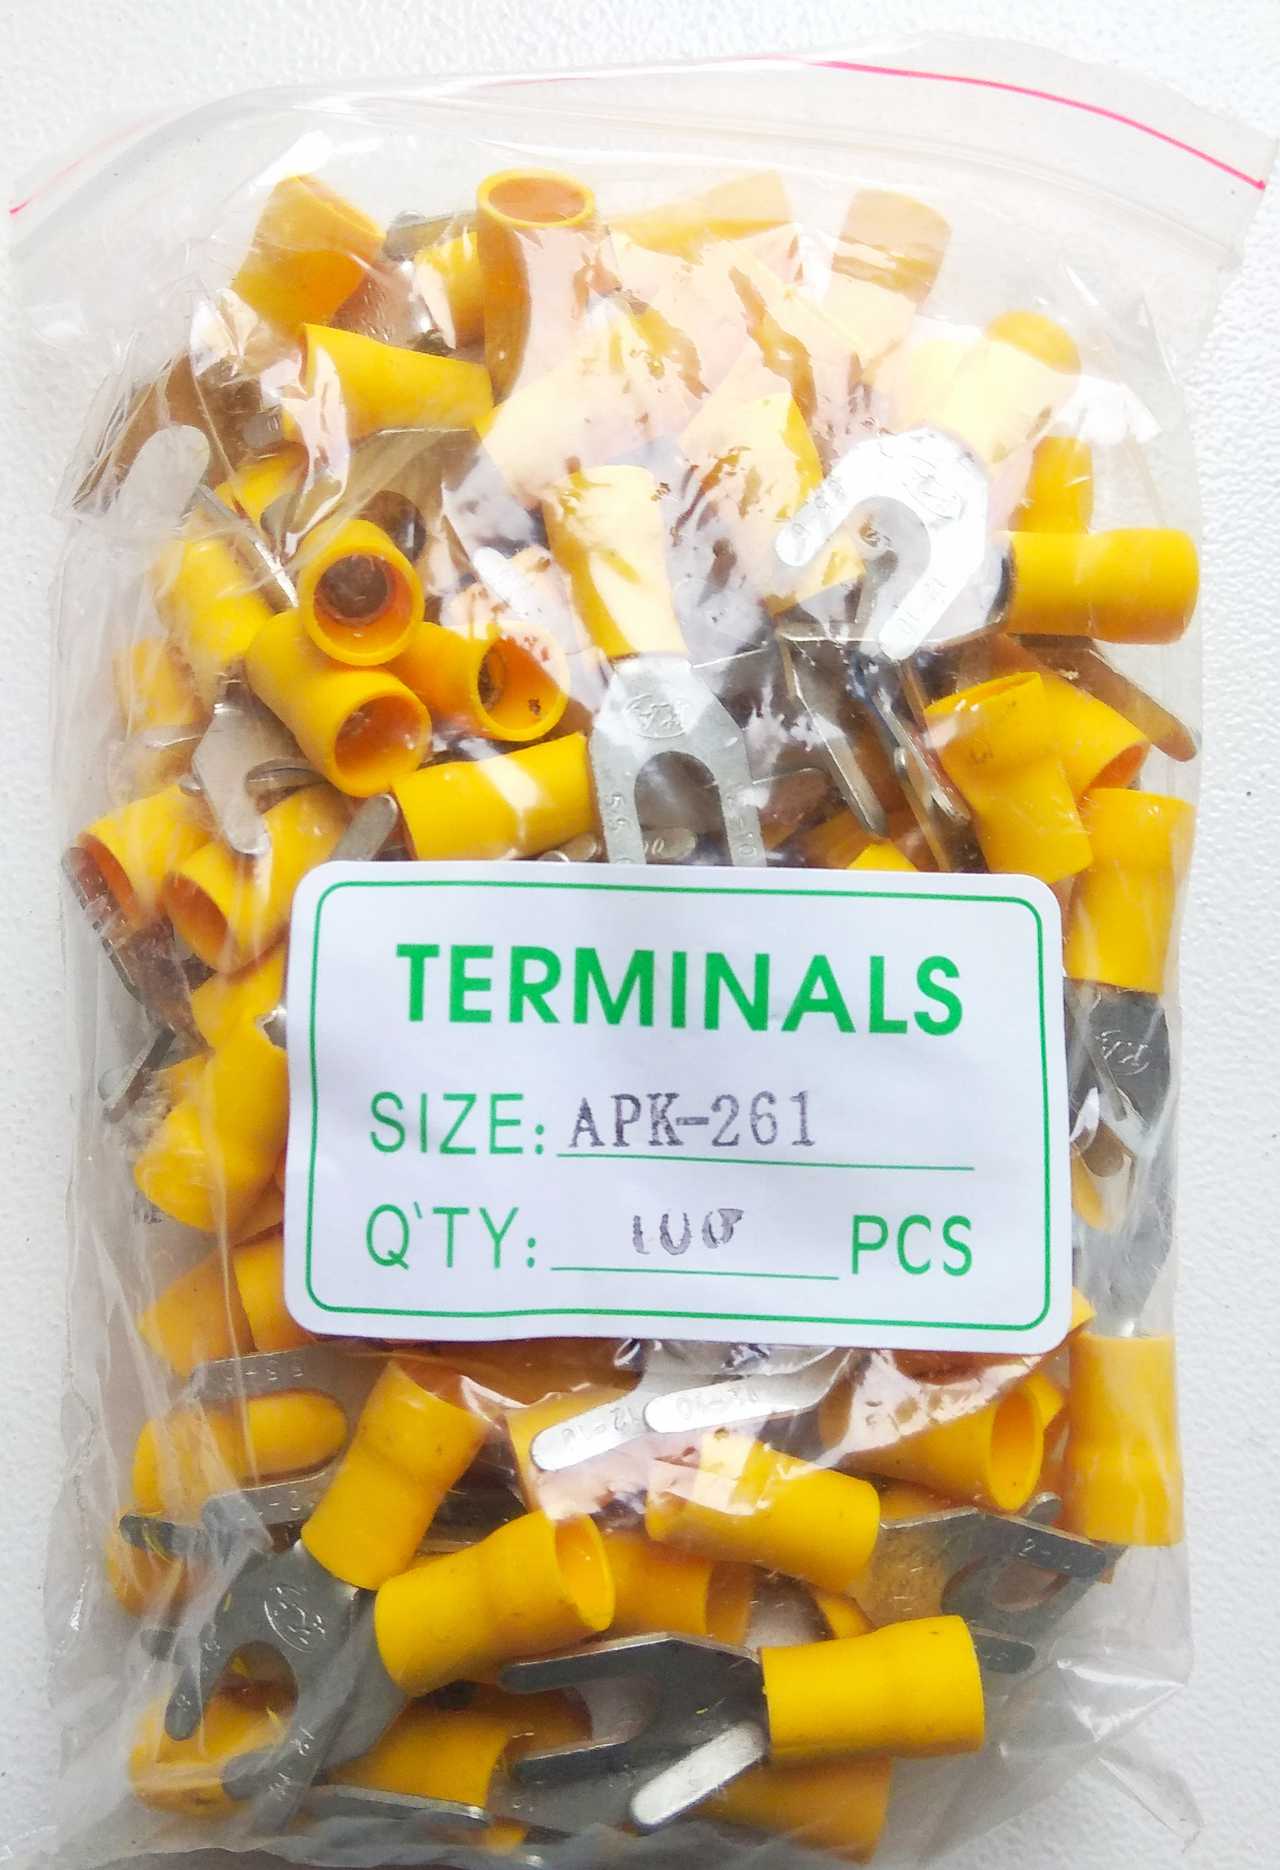 TERMINALS
SIZE: APK-261
Q'TY: 100 PCS